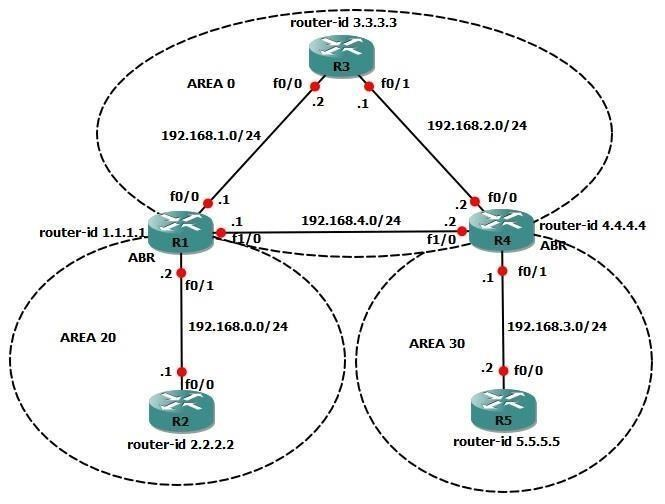 router-id 3.3.3.3
R3
AREA 0
f0/0
f0/1
.2
.1
192.168.1.0/24
192.168.2.0/24
f0/0
.1
.2
f0/0
router-id 1.1.1.1
R1
.1
f1/0
192.168.4.0/24
.2
f1/0
R4
router-id 4.4.4.4
ABR
ABR
.2
f0/1
.1
f0/1
192.168.0.0/24
192.168.3.0/24
AREA 20
AREA 30
.1
f0/0
.2
f0/0
R2
R5
router-id 2.2.2.2
router-id 5.5.5.5